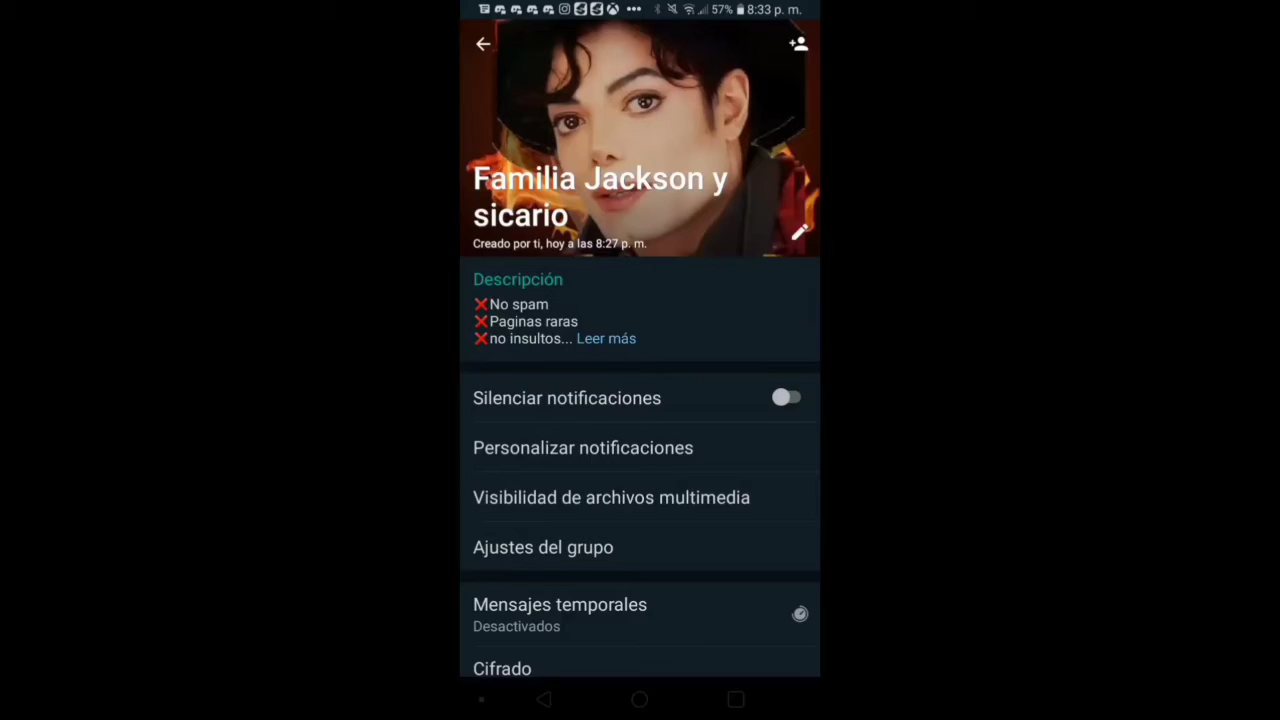 57% 8:33 p. m.
Familia Jackson y
sicario
Creado por ti, hoy a las 8:27 p. m.
Descripción
❌No spam
❌Paginas raras
❌no insultos... Leer más
Silenciar notificaciones
Personalizar notificaciones
Visibilidad de archivos multimedia
Ajustes del grupo
Mensajes temporales
Desactivados
Cifrado